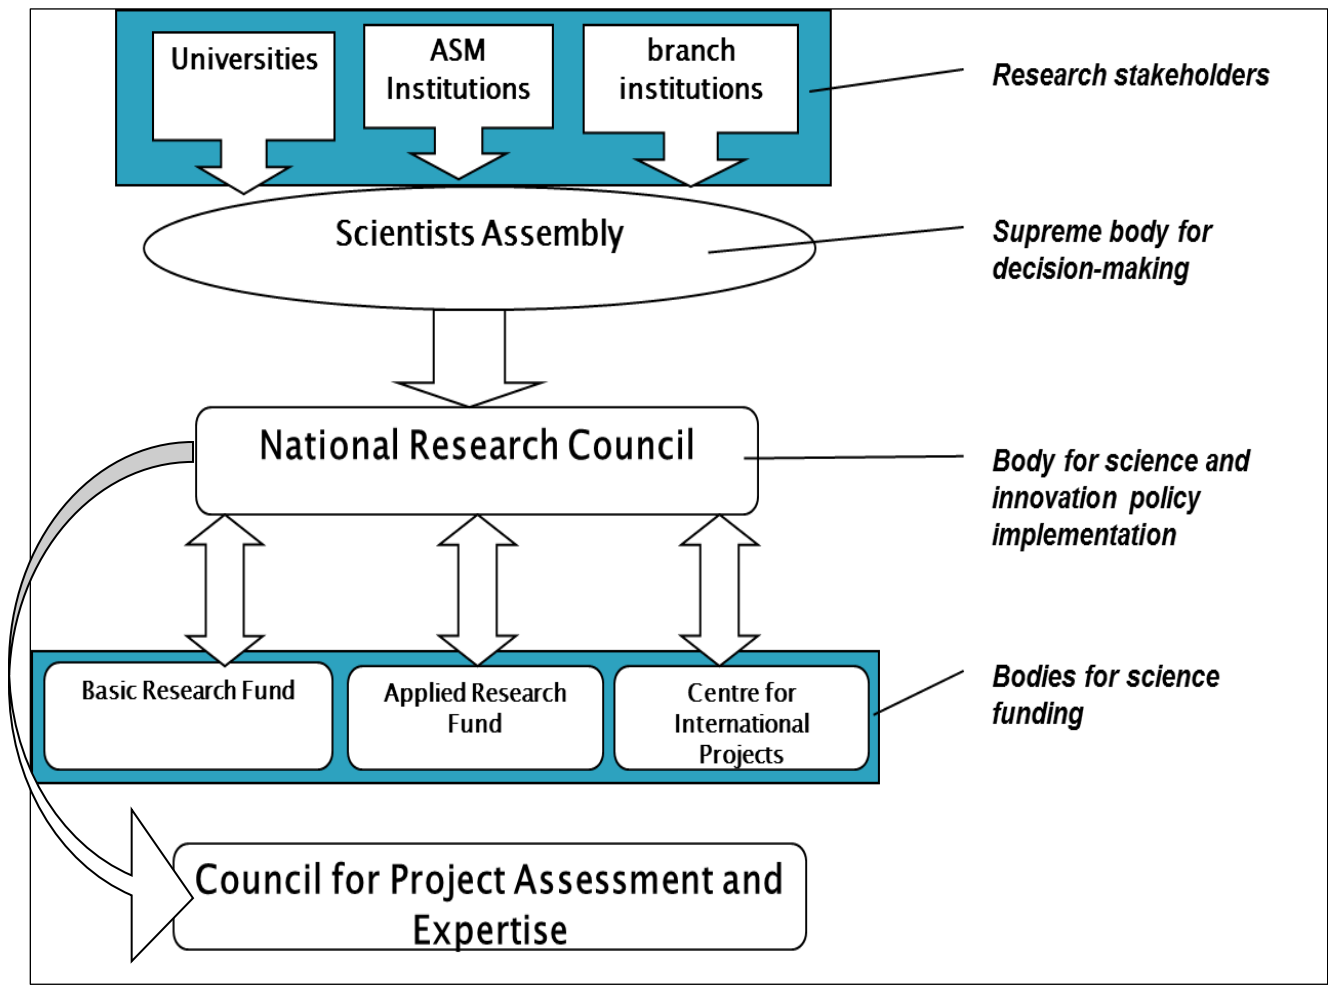 Universities
ASM
Institutions
branch
institutions
Research stakeholders
Scientists Assembly
Supreme body for
decision-making
National Research Council
Body for science and
innovation policy
implementation
Basic Research Fund
Applied Research
Fund
Centre for
International
Projects
Bodies for science
funding
Council for Project Assessment and
Expertise